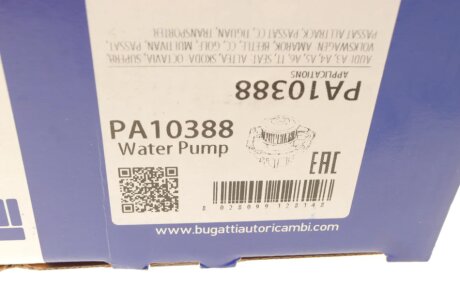 PASSAT ALLTRACK, PASSAT CC, TIGUAN, TRANSPORTER
VOLKSWAGEN: AMAROK, BEETLE, CC, GOLF, MULTIVAN, PASSAT,
AUDI: A3, A4, A5, A6, TT, SEAT: ALTEA, SKODA: OCTAVIA, SUPERB,
APPLICATIONS
PA10388
PA10388
Water Pump
EAC
www.bugattiautoricambi.com